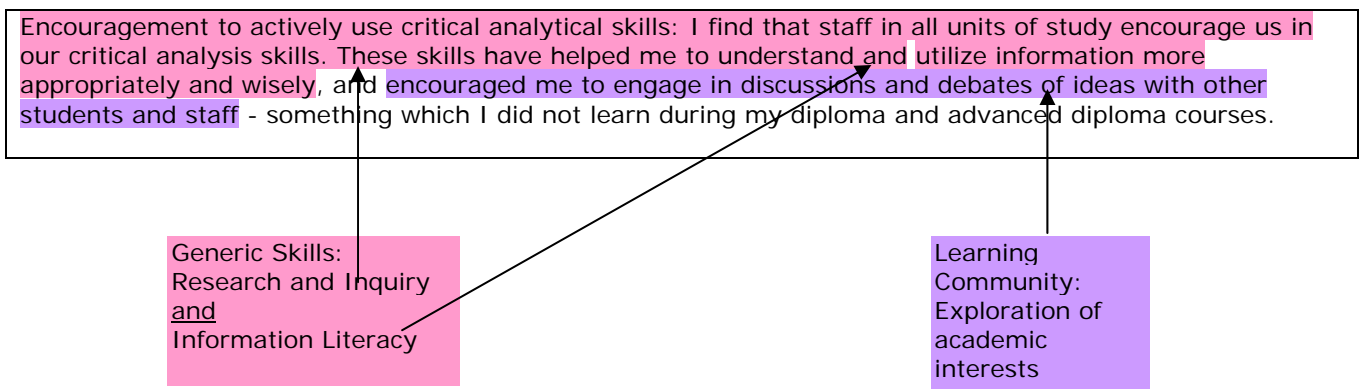 Encouragement to actively use critical analytical skills: I find that staff in all units of study encourage us in
our critical analysis skills. These skills have helped me to understand and utilize information more
appropriately and wisely, and encouraged me to engage in discussions and debates of ideas with other
students and staff - something which I did not learn during my diploma and advanced diploma courses.
Generic Skills:
Research and Inquiry
and
Information Literacy
Learning
Community:
Exploration of
academic
interests